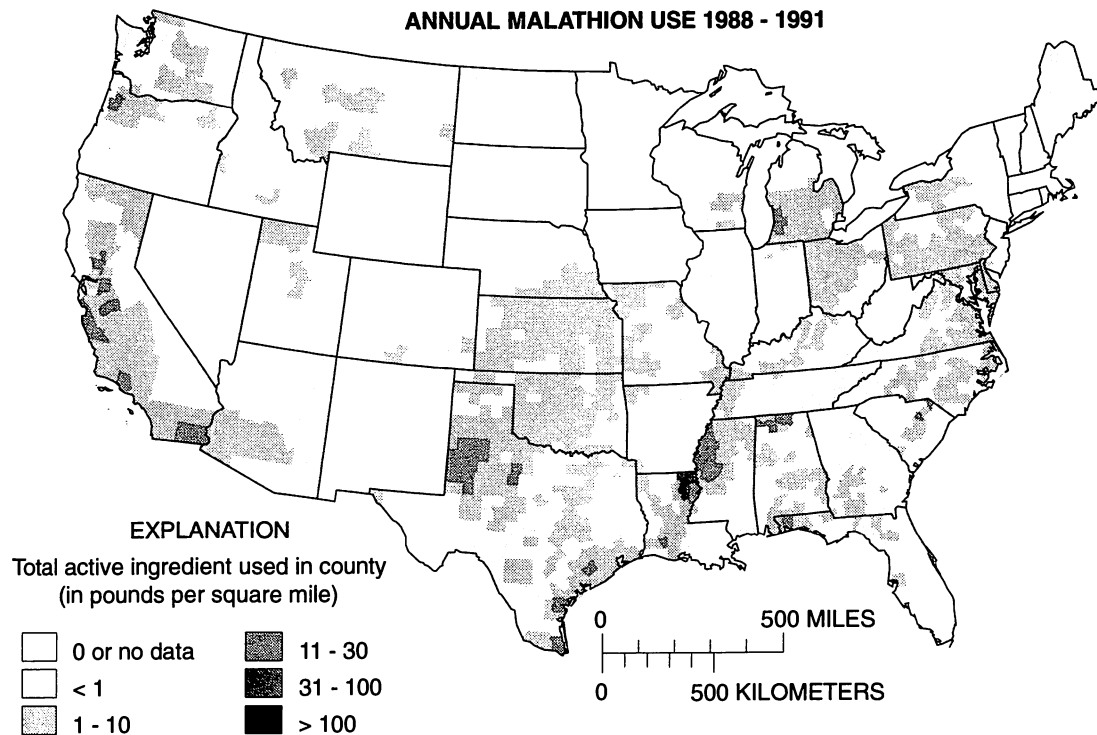 ANNUAL MALATHION USE 1988 - 1991
EXPLANATION
Total active ingredient used in county
(in pounds per square mile)
0 or no data
< 1
1 - 10
11 - 30
31 - 100
> 100
0 500 MILES
0 500 KILOMETERS